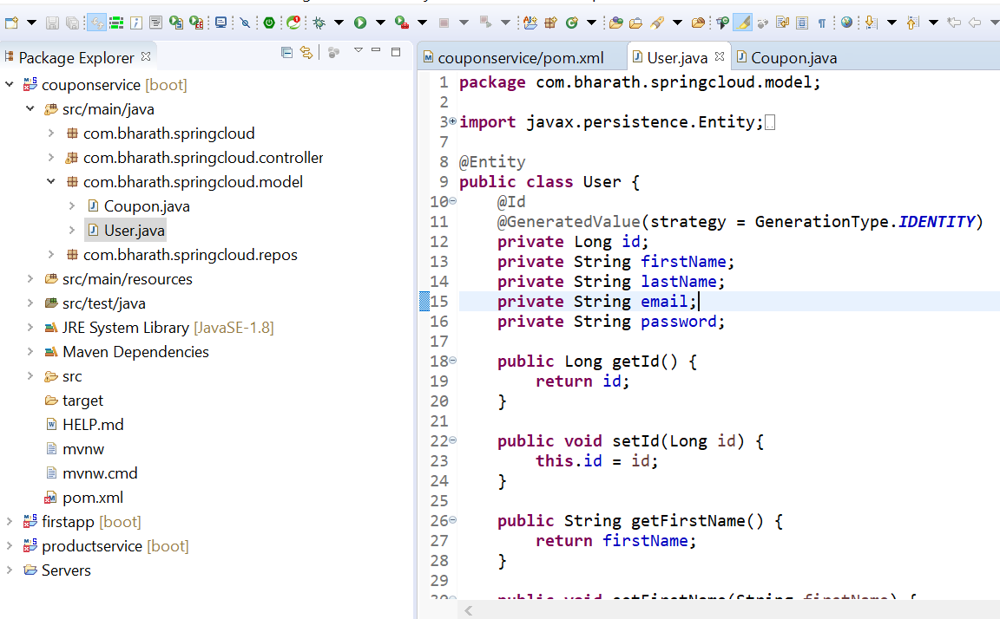 Package Explorer
couponservice [boot]
src/main/java
com.bharath.springcloud
com.bharath.springcloud.controller
com.bharath.springcloud.model
Coupon.java
User.java
com.bharath.springcloud.repos
src/main/resources
src/test/java
JRE System Library [JavaSE-1.8]
Maven Dependencies
src
target
HELP.md
mvnw
mvnw.cmd
pom.xml
firstapp [boot]
productservice [boot]
Servers
couponservice/pom.xml User.java Coupon.java
1 package com.bharath.springcloud.model;
2
3 import javax.persistence.Entity;
7
8 @Entity
9 public class User {
10 @Id
11 @GeneratedValue(strategy = GenerationType.IDENTITY)
12 private Long id;
13 private String firstName;
14 private String lastName;
15 private String email;
16 private String password;
17
18 public Long getId() {
19 return id;
20 }
21
22 public void setId(Long id) {
23 this.id = id;
24 }
25
26 public String getFirstName() {
27 return firstName;
28 }
29
30 public void setFirstName(String firstName) {